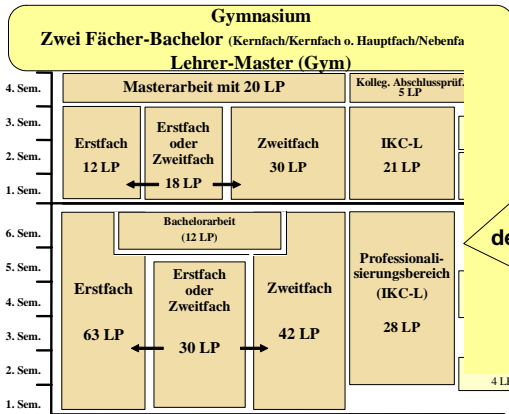 Gymnasium
Zwei Fächer-Bachelor (Kernfach/Kernfach o. Hauptfach/Nebenfa
Lehrer-Master (Gym)
4. Sem.
Masterarbeit mit 20 LP
Kolleg. Abschlussprüf.
5 LP
3. Sem.
2. Sem.
1. Sem.
Erstfach
12 LP
Erstfach
oder
Zweitfach
18 LP
Zweitfach
30 LP
IKC-L
21 LP
6. Sem.
5. Sem.
4. Sem.
3. Sem.
2. Sem.
1. Sem.
Bachelorarbeit
(12 LP)
Erstfach
63 LP
Erstfach
oder
Zweitfach
30 LP
Zweitfach
42 LP
Professionali-
sierungsbereich
(IKC-L)
28 LP
de
4 LP